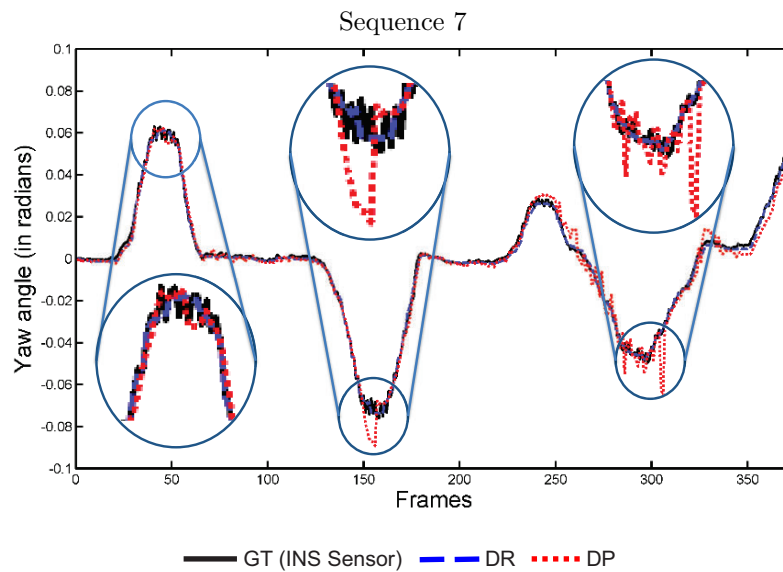 Sequence 7
0.1
0.08
0.06
0.04
0.02
0
-0.02
-0.04
-0.06
-0.08
-0.1
Yaw angle (in radians)
0 50 100 150 200 250 300 350
Frames
GT (INS Sensor) DR DP